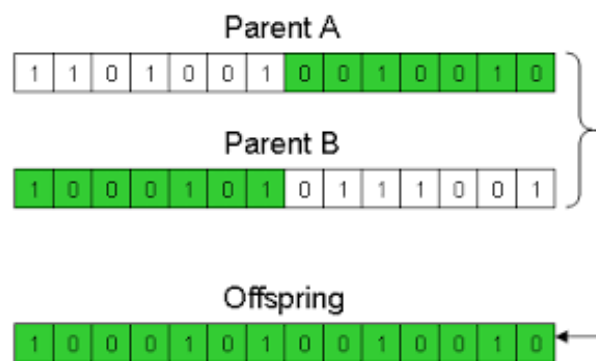 Parent A
1 1 0 1 0 0 1 0 0 1 0 0 1 0
Parent B
1 0 0 0 1 0 1 0 1 1 1 0 0 1
Offspring
1 0 0 0 1 0 1 0 0 1 0 0 1 0